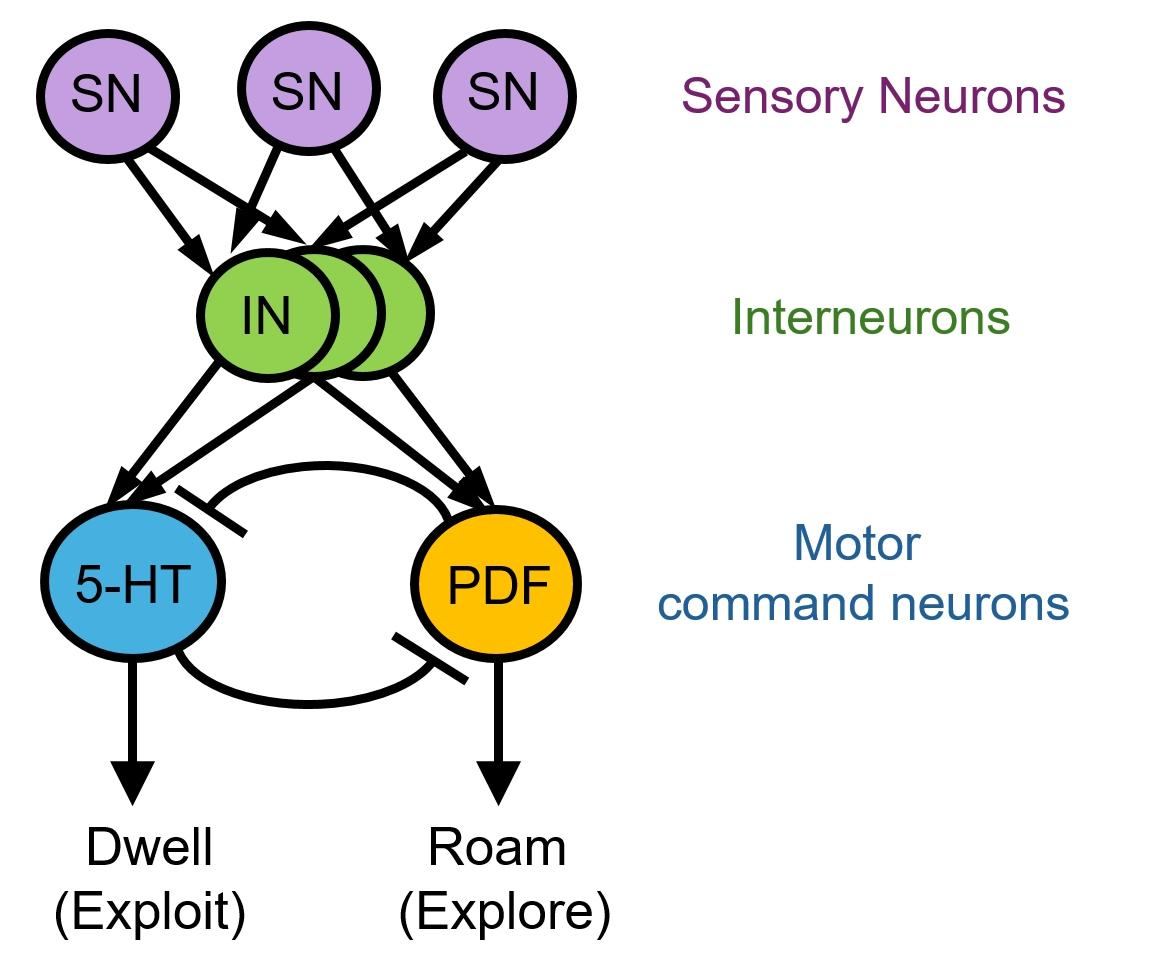 SN SN SN Sensory Neurons
IN Interneurons
5-HT PDF
Motor
command neurons
Dwell Roam
(Exploit) (Explore)